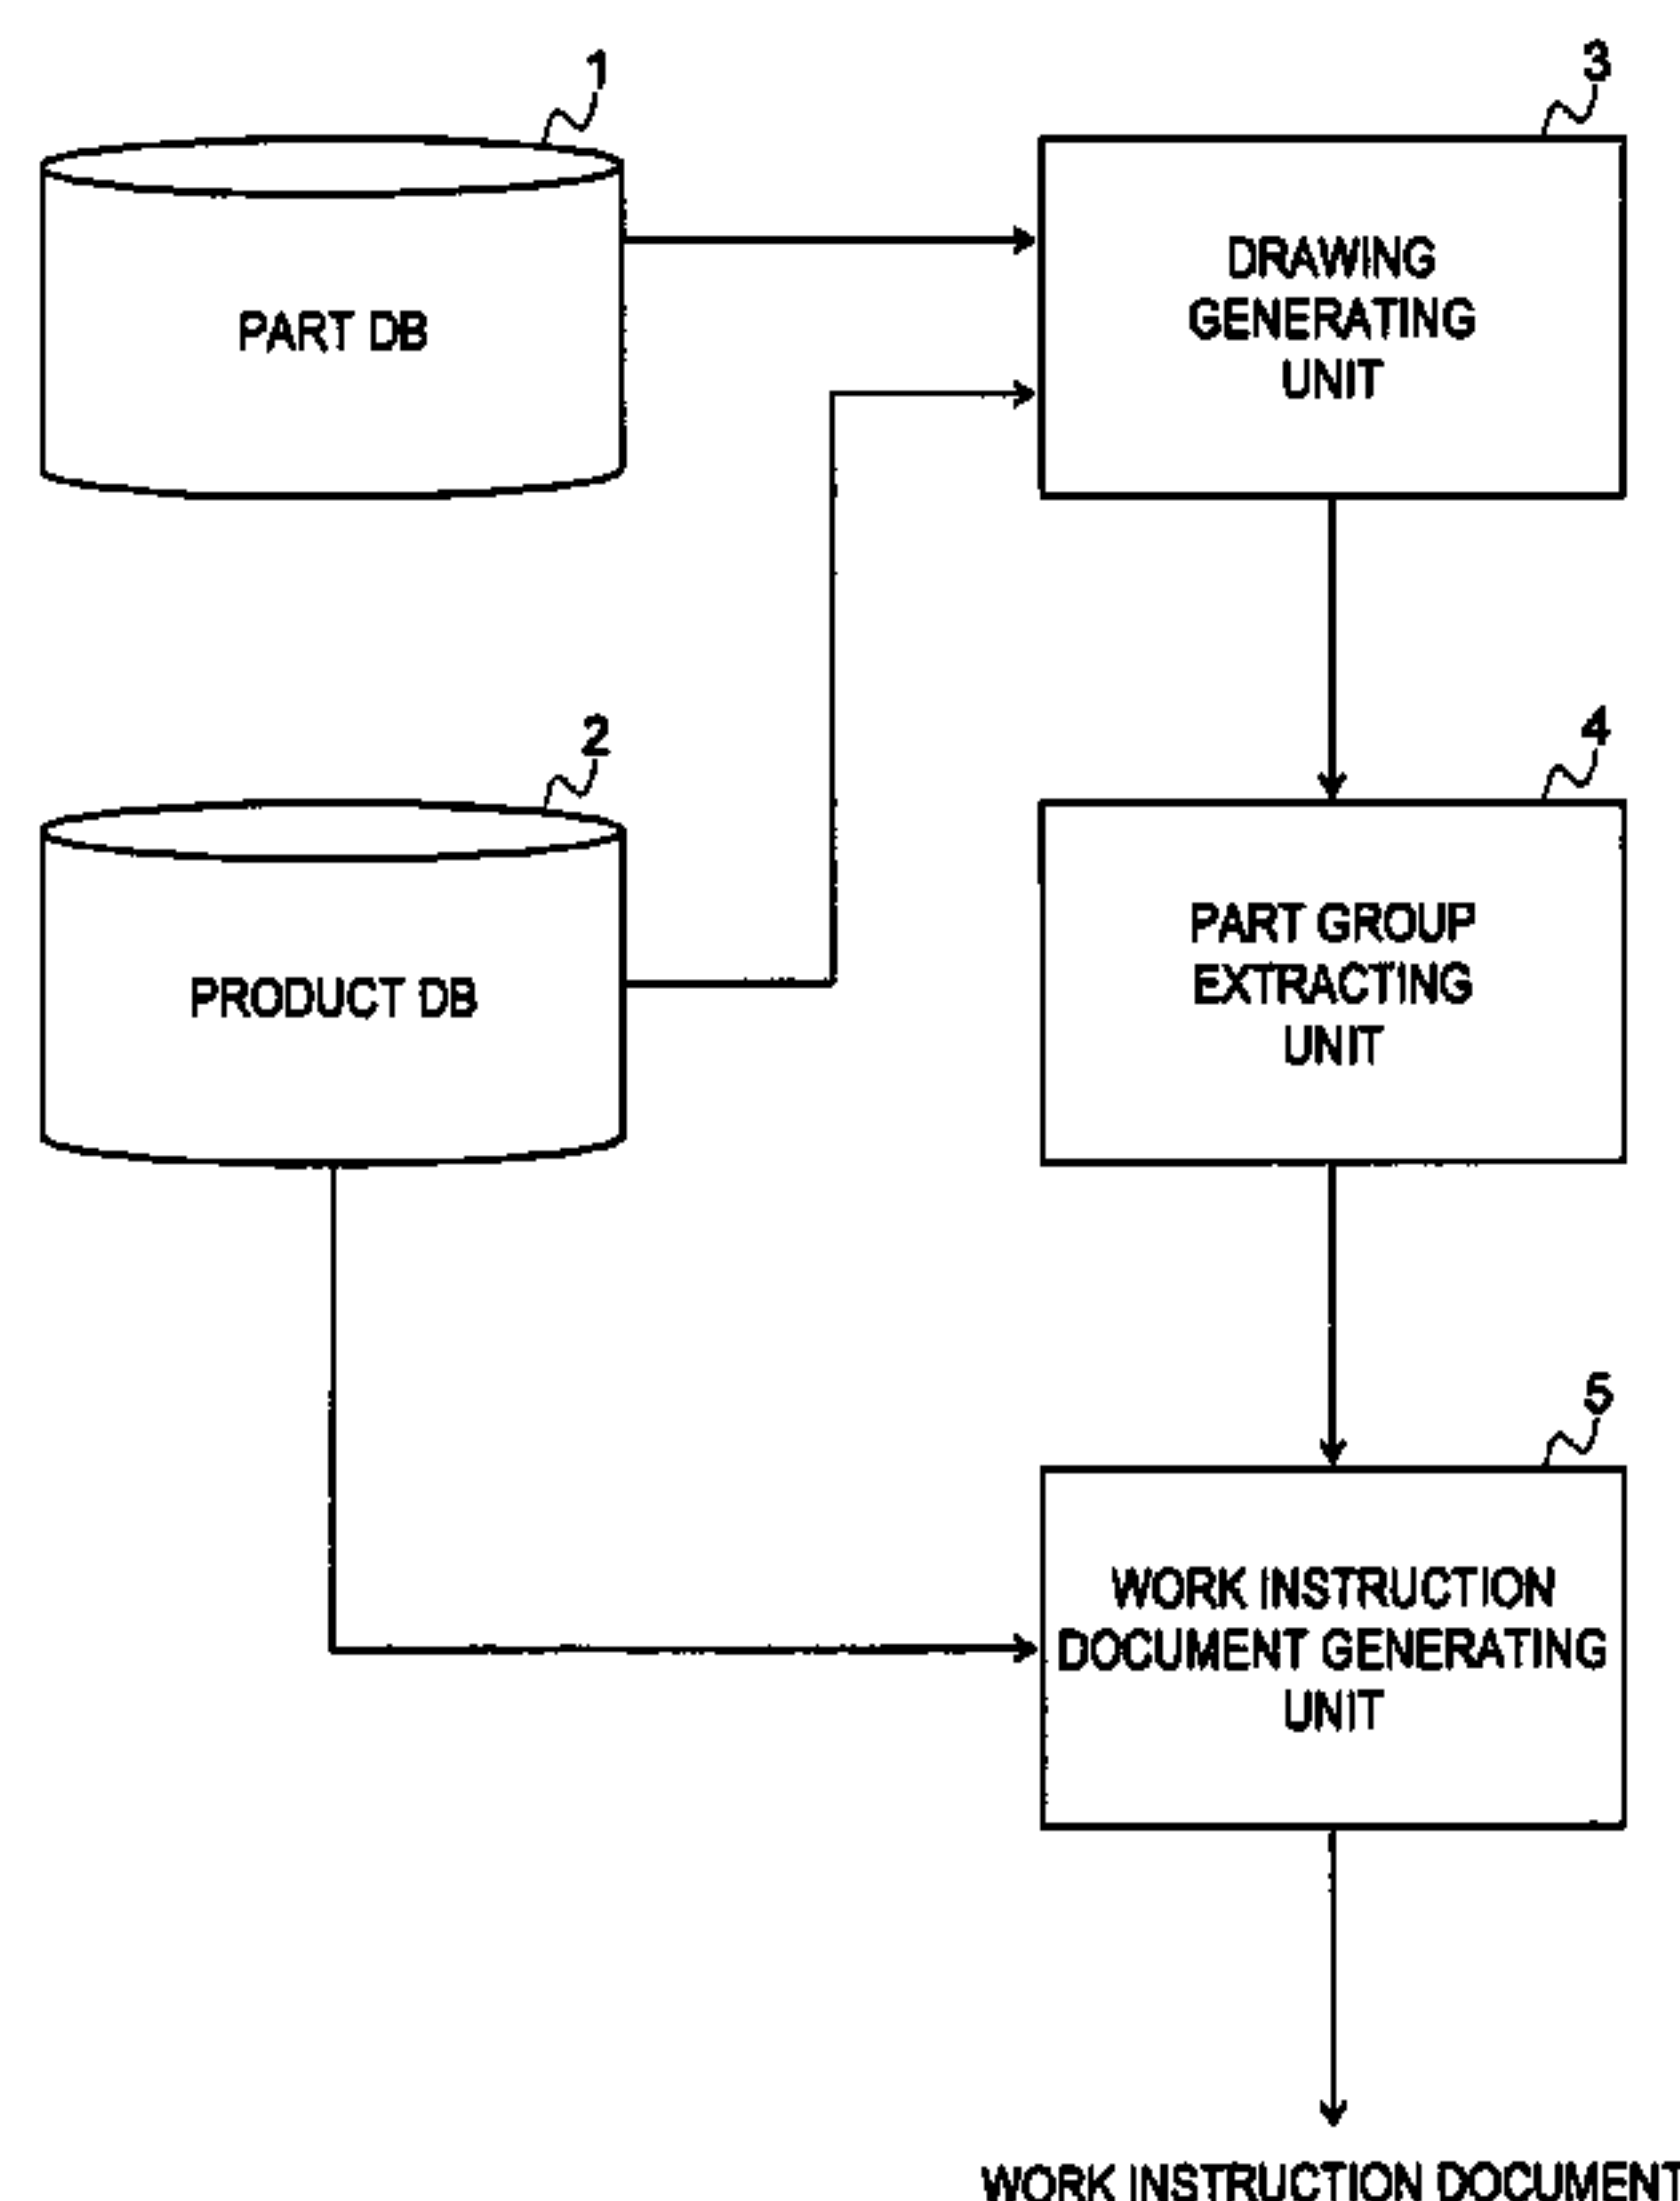 1
PART DB
3
DRAWING
GENERATING
UNIT
2
PRODUCT DB
4
PART GROUP
EXTRACTING
UNIT
5
WORK INSTRUCTION
DOCUMENT GENERATING
UNIT
WORK INSTRUCTION DOCUMENT